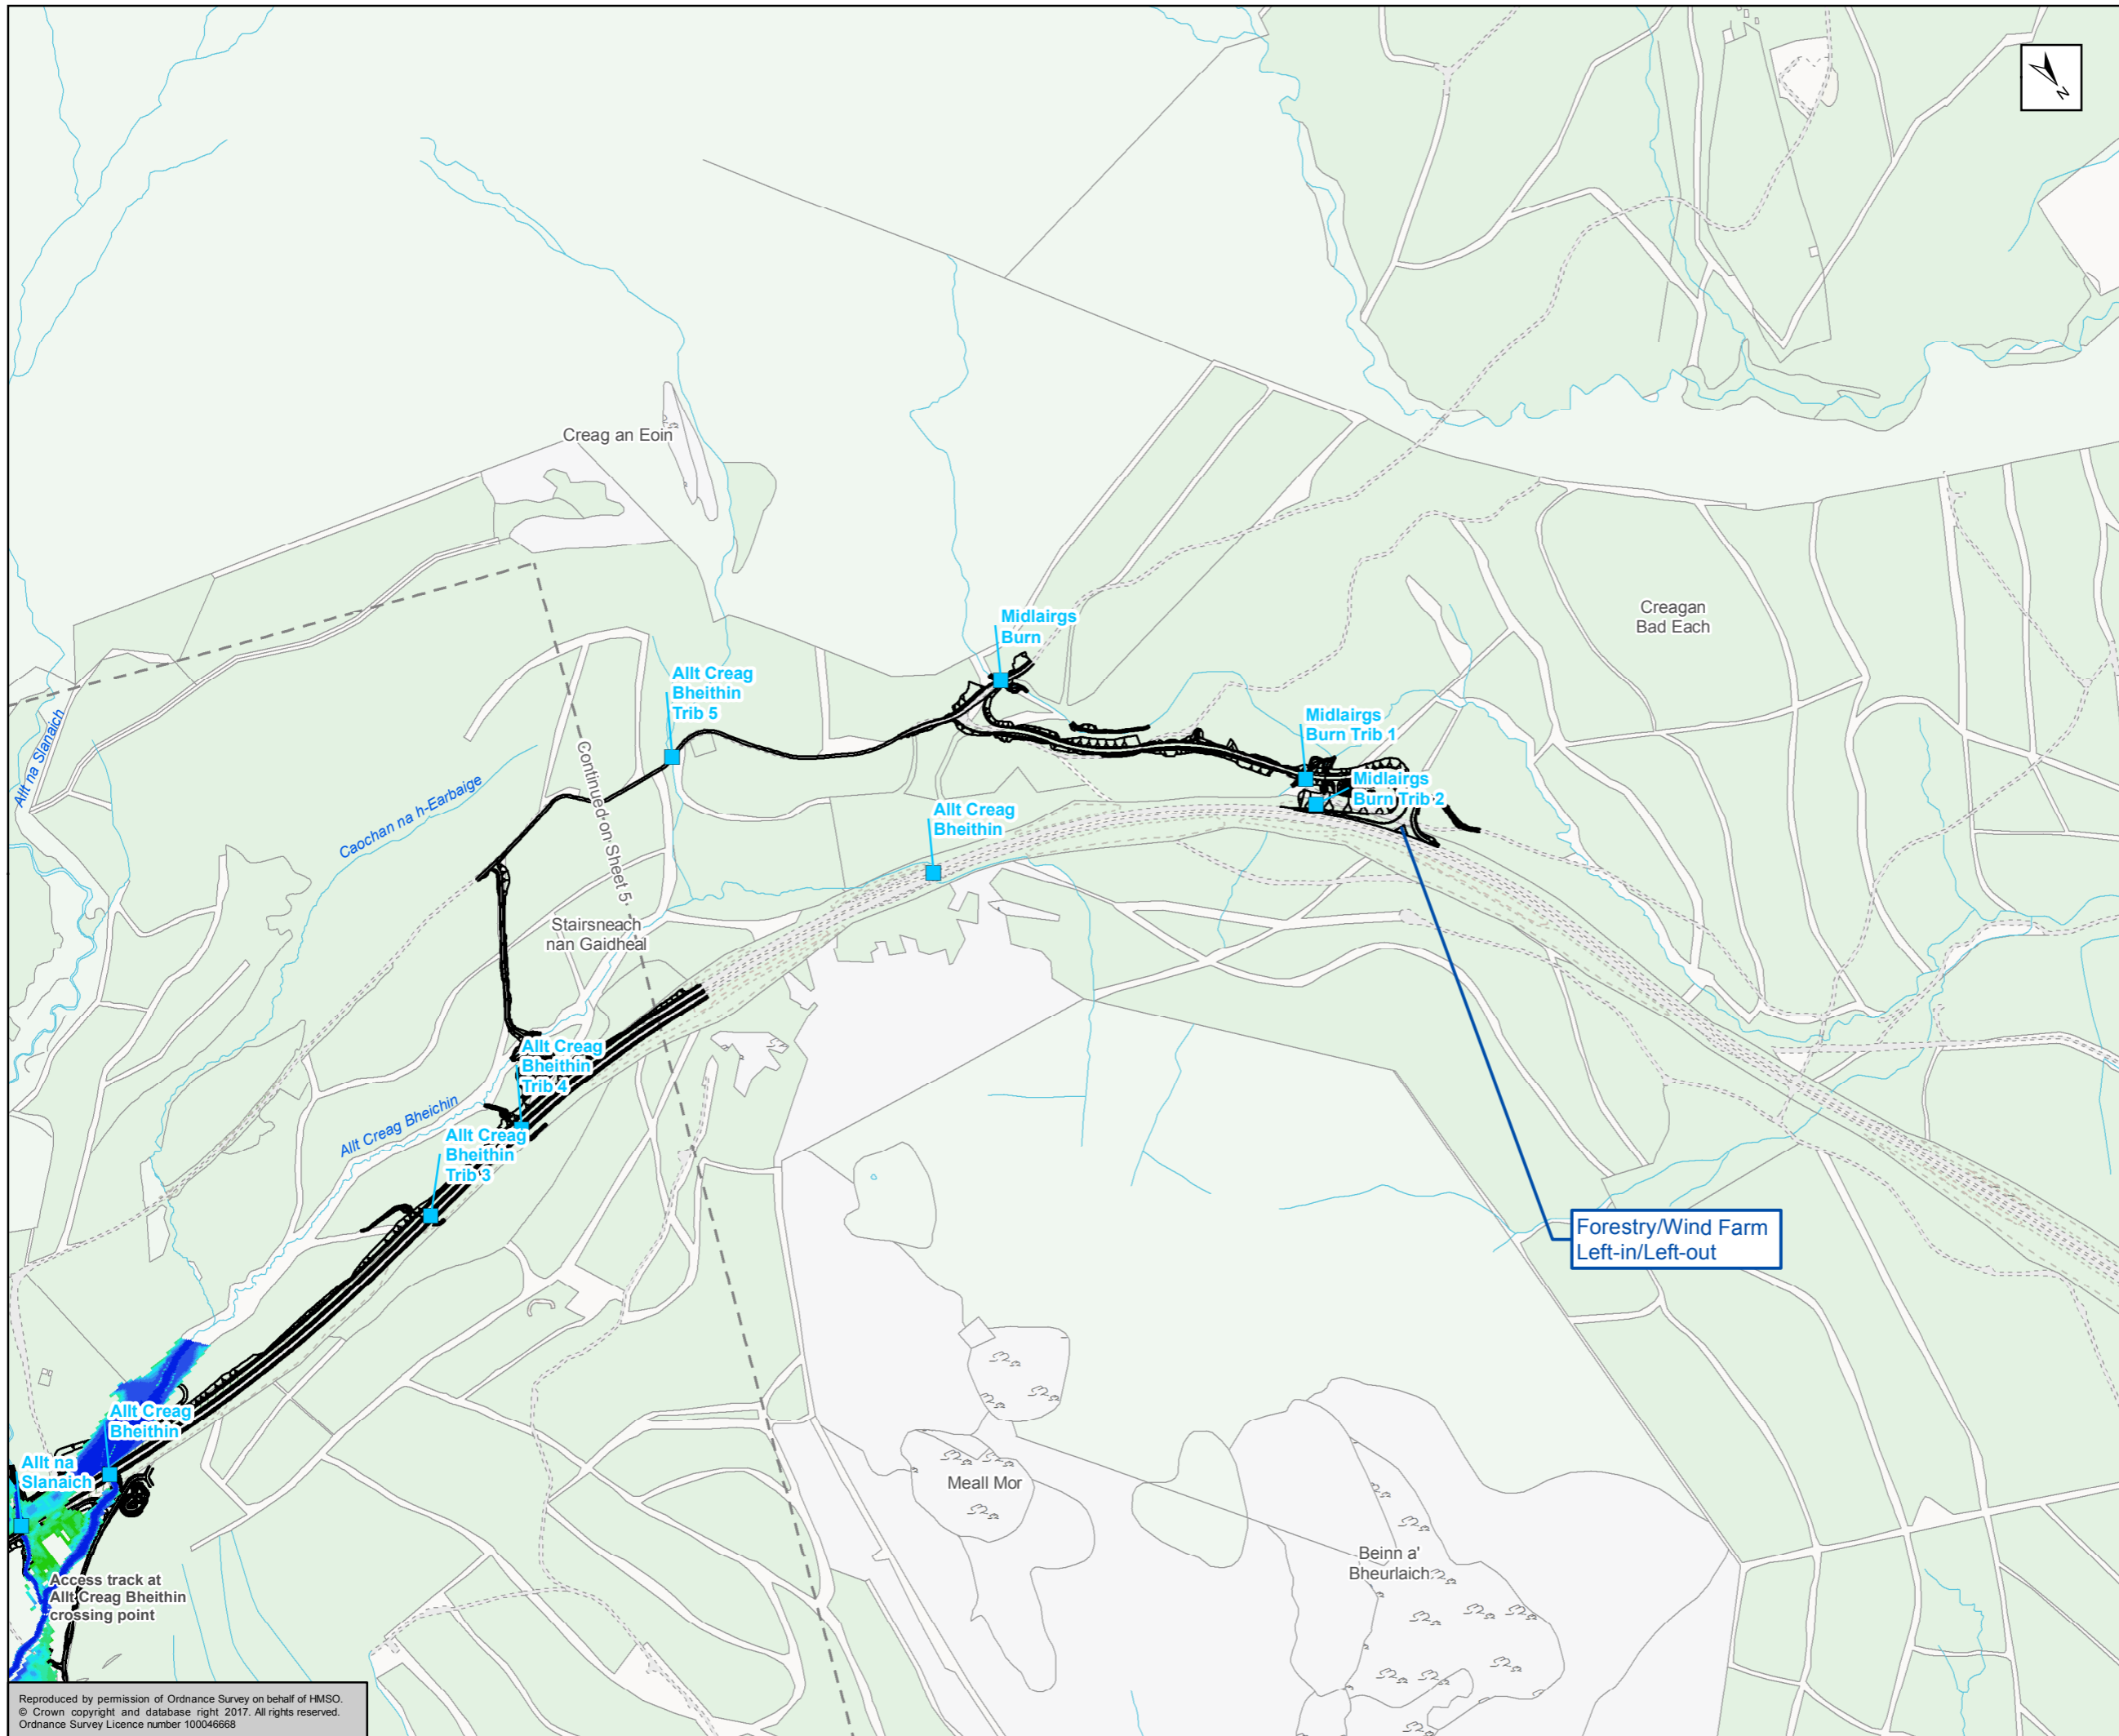 N
Creag an Eoin
Midlairgs
Burn
Creagan
Bad Each
Allt Creag
Bheithin
Trib 5
Allt na Slanaich
Continued on Sheet 5
Midlairgs
Burn Trib 1
Midlairgs
Burn Trib 2
Caochan na h-Earbaige
Allt Creag
Bheithin
Stairsneach
nan Gaidheal
Allt Creag
Bheithin
Trib 4
Allt Creag Bheichin
Allt Creag
Bheithin
Trib 3
Forestry/Wind Farm
Left-in/Left-out
Allt Creag
Bheithin
Allt na
Slanaich
Meall Mor
Beinn a'
Bheurlaich
Access track at
Allt Creag Bheithin
crossing point
Reproduced by permission of Ordnance Survey on behalf of HMSO.
© Crown copyright and database right 2017. All rights reserved.
Ordnance Survey Licence number 100046668